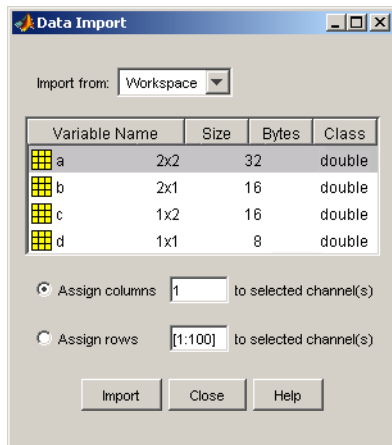 Data Import
Import from: Workspace
Variable Name Size Bytes Class
a 2x2 32 double
b 2x1 16 double
c 1x2 16 double
d 1x1 8 double
Assign columns 1 to selected channel(s)
Assign rows [1:100] to selected channel(s)
Import Close Help